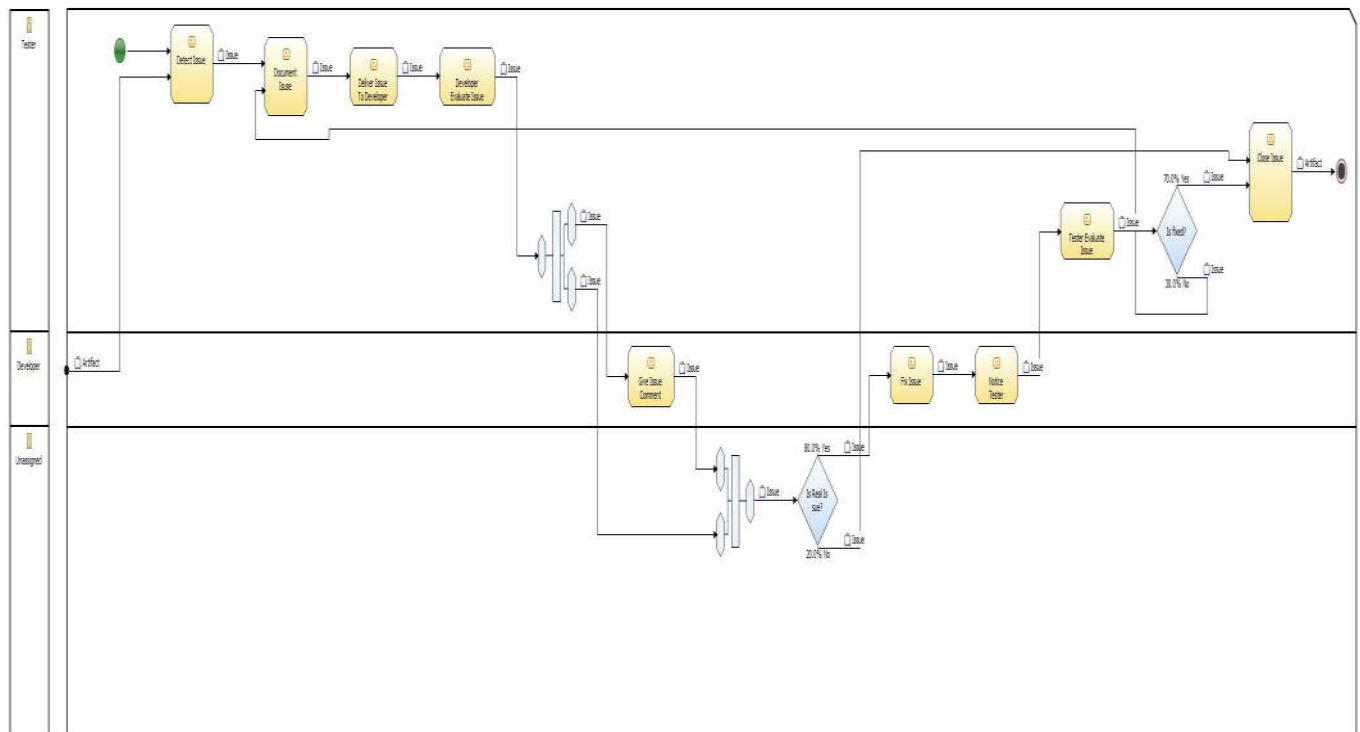 Tester
Detect Issue
Issue
Document
Isuse
Issue
Deliver Issue
To Developer
Issue
Developer
Evaluate Issue
Issue
Issue
Issue
Tester Evaluate
Issue
Issue
70.0% Yes
Issue
Is fixed?
Issue
30.0% No
Close Issue
Artifact
Developer
Artifact
Give Issue
Comment
Issue
Fix Issue
Issue
Notice
Tester
Issue
Unassigned
Issue
80.0% Yes
Issue
Is Real Is
sue?
20.0% No
Issue